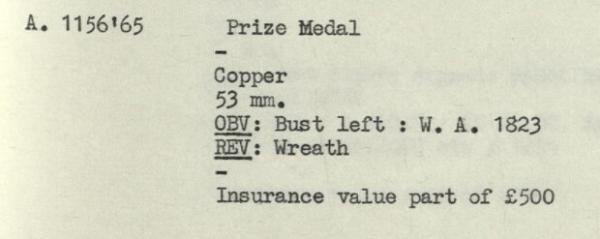 A. 1156'65 Prize Medal
-
Copper
53 mm.
OBV: Bust left : W. A. 1823
REV: Wreath
-
Insurance value part of £500